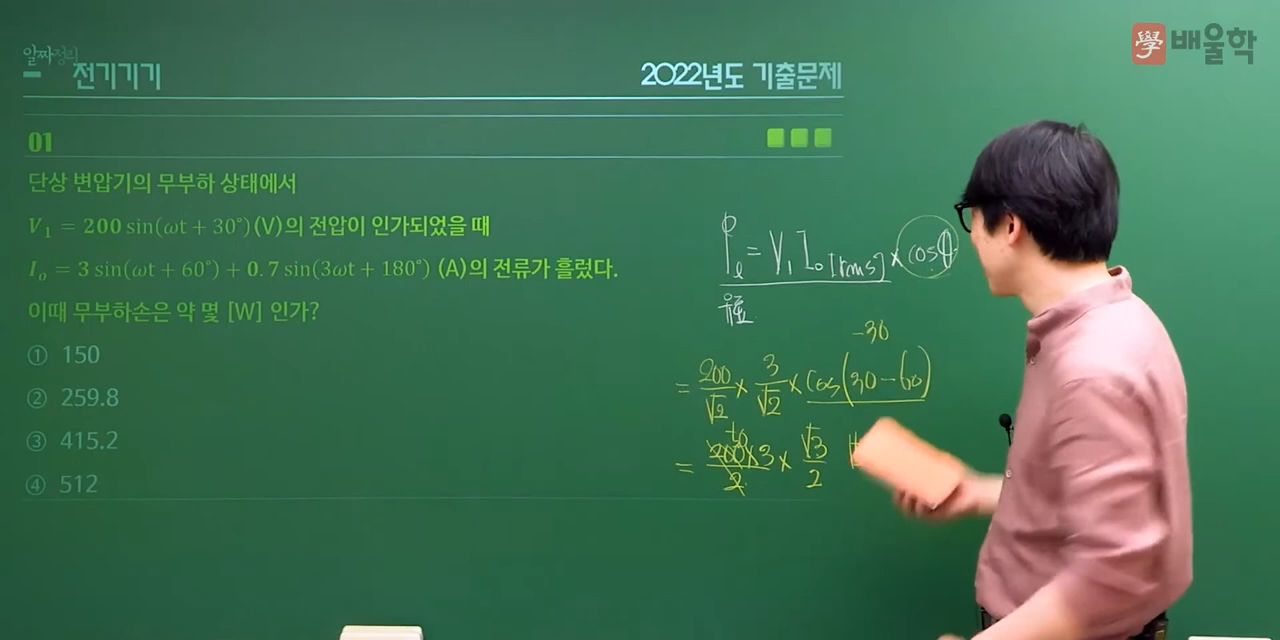 學 배울학
알짜정리
전기기기
2022년도 기출문제
01
단상 변압기의 무부하 상태에서
V₁ = 200 sin(ωt + 30°)(V)의 전압이 인가되었을 때
Iₒ = 3 sin(ωt + 60°) + 0.7 sin(3ωt + 180°) (A)의 전류가 흘렀다.
이때 무부하손은 약 몇 [W] 인가?
① 150
② 259.8
③ 415.2
④ 512
= V₁ I₀[rms] × cosθ
-30
= 200/√2 × 3/√2 × cos(30-60)
= 200×3/2 × √3/2